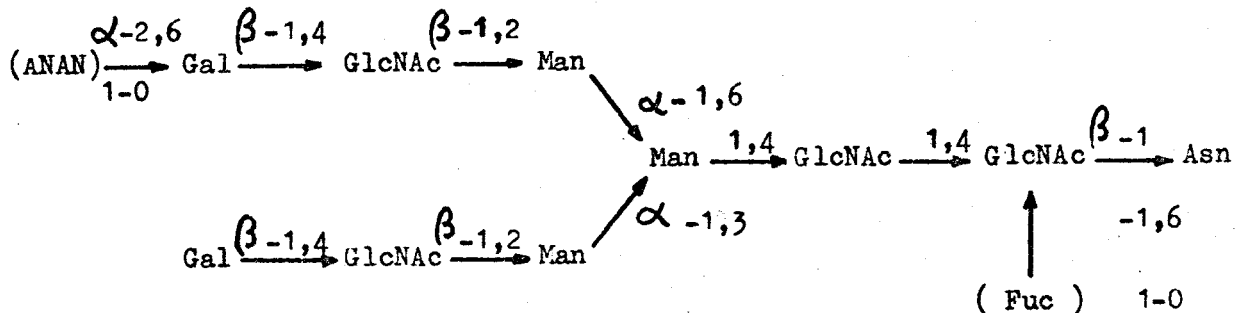 α-2,6 β-1,4 β-1,2
(ANAN) Gal GlcNAc Man
1-0
α-1,6
1,4 1,4 β-1
Man GlcNAc GlcNAc Asn
α-1,3 -1,6
β-1,4 β-1,2
Gal GlcNAc Man
(Fuc) 1-0